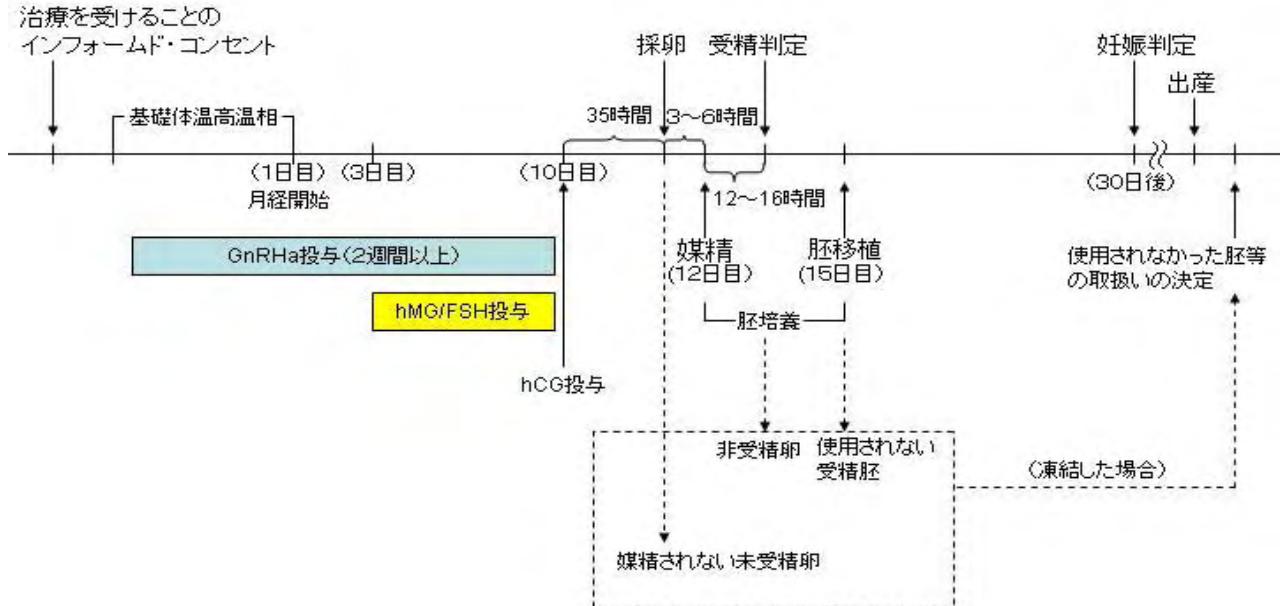 治療を受けることの
インフォームド・コンセント
採卵
受精判定
妊娠判定
出産
基礎体温高温相
35時間
3～6時間
(1日目)
月経開始
(3日目)
(10日目)
12～16時間
(30日後)
GnRHa投与(2週間以上)
媒精
(12日目)
胚移植
(15日目)
使用されなかった胚等
の取扱いの決定
hMG/FSH投与
胚培養
hCG投与
非受精卵
使用されない
受精胚
(凍結した場合)
媒精されない未受精卵